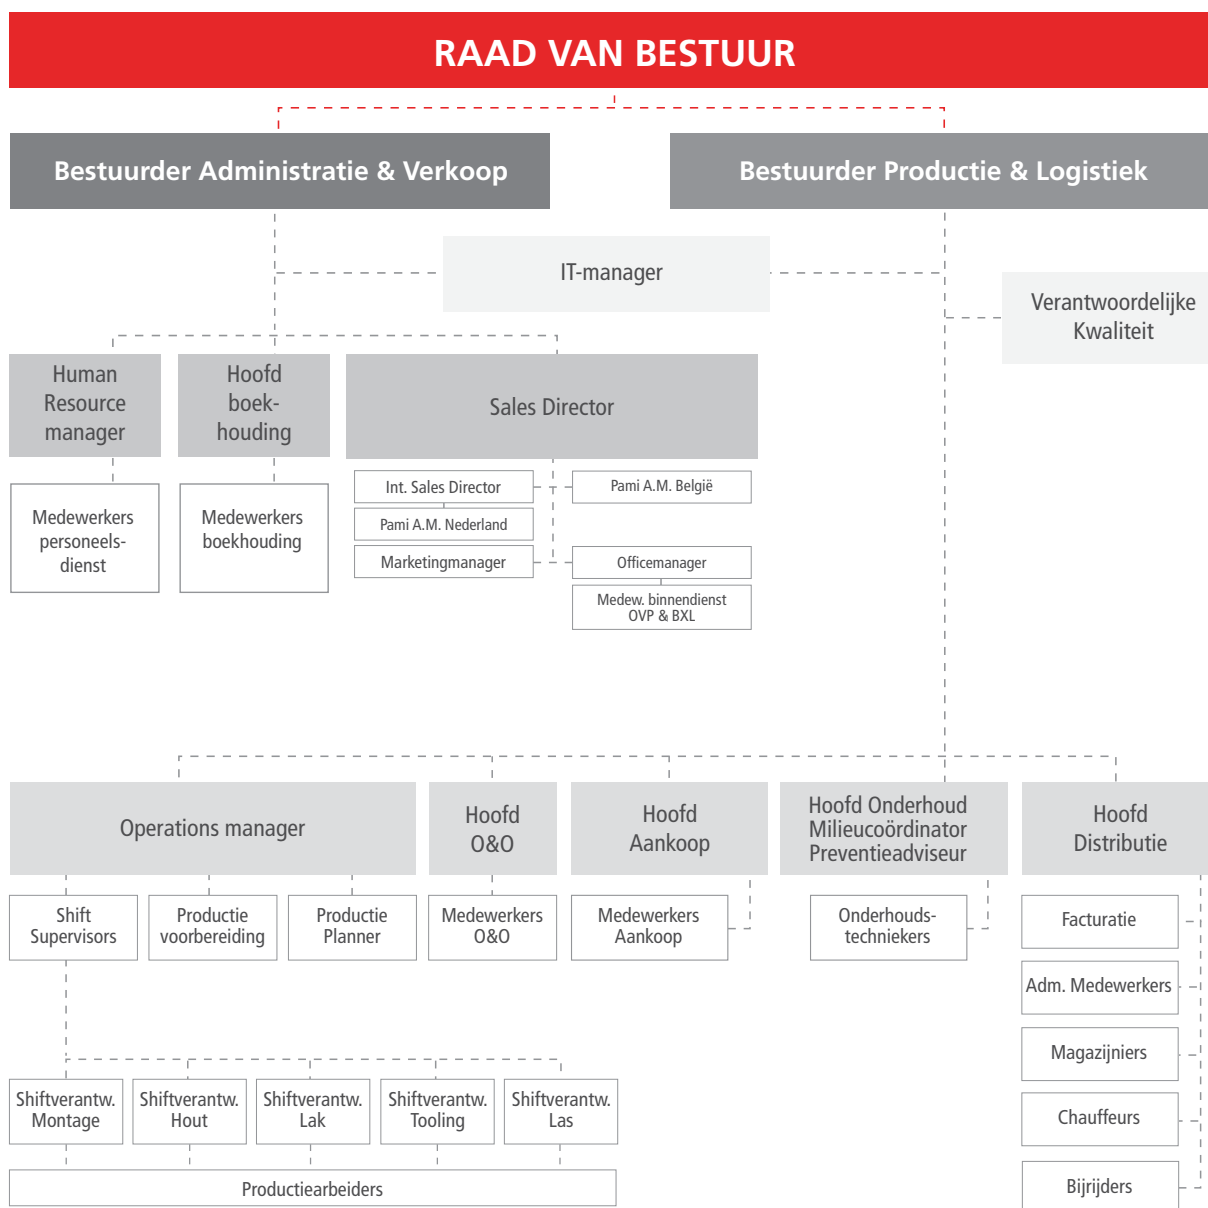 RAAD VAN BESTUUR
Bestuurder Administratie & Verkoop
Bestuurder Productie & Logistiek
IT-manager
Verantwoordelijke
Kwaliteit
Human
Resource
manager
Hoofd
boek-
houding
Sales Director
Medewerkers
personeels-
dienst
Medewerkers
boekhouding
Int. Sales Director
Pami A.M. België
Pami A.M. Nederland
Marketingmanager
Officemanager
Medew. binnendienst
OVP & BXL
Operations manager
Hoofd
O&O
Hoofd
Aankoop
Hoofd Onderhoud
Milieucoördinator
Preventieadviseur
Hoofd
Distributie
Shift
Supervisors
Productie
voorbereiding
Productie
Planner
Medewerkers
O&O
Medewerkers
Aankoop
Onderhouds-
techniekers
Facturatie
Adm. Medewerkers
Magazijniers
Chauffeurs
Bijrijders
Shiftverantw.
Montage
Shiftverantw.
Hout
Shiftverantw.
Lak
Shiftverantw.
Tooling
Shiftverantw.
Las
Productiearbeiders